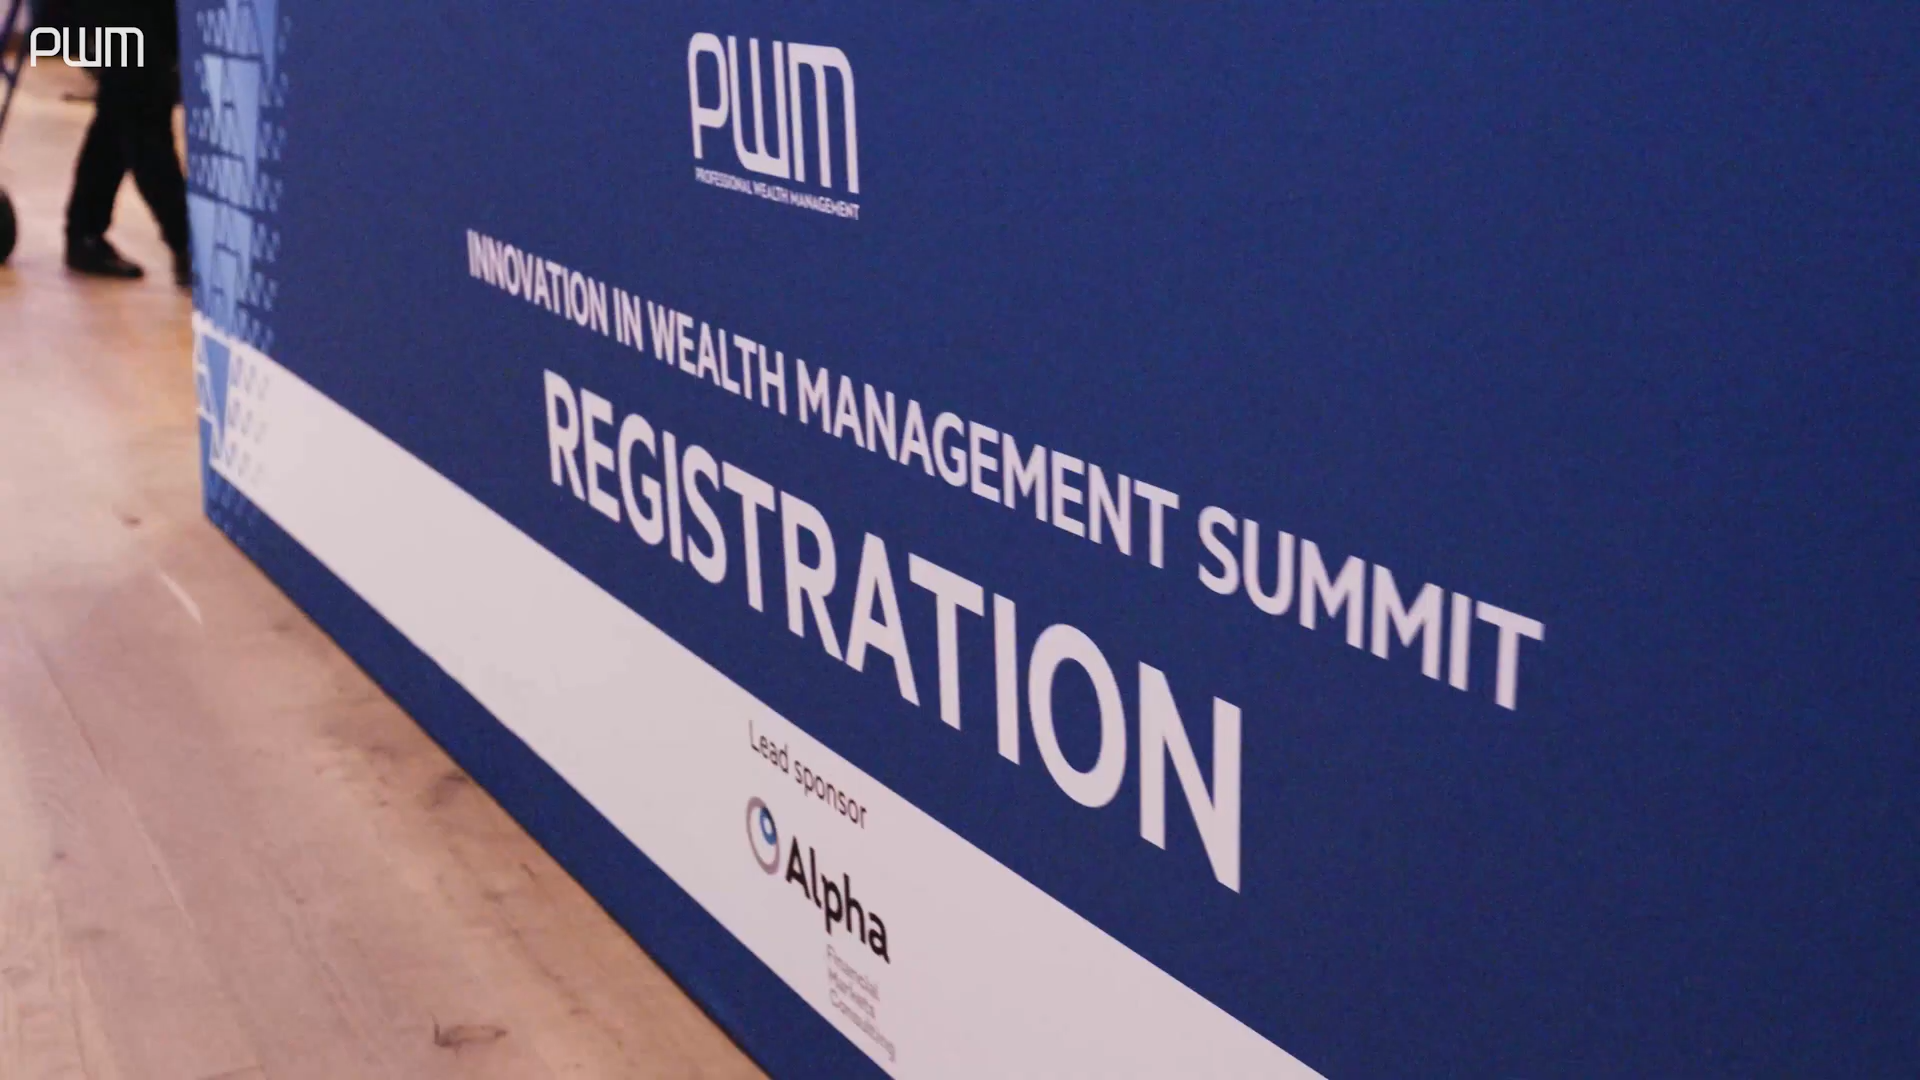 PWM
PWM
PROFESSIONAL WEALTH MANAGEMENT
INNOVATION IN WEALTH MANAGEMENT SUMMIT
REGISTRATION
Lead sponsor
Alpha
Financial
Markets
Consulting